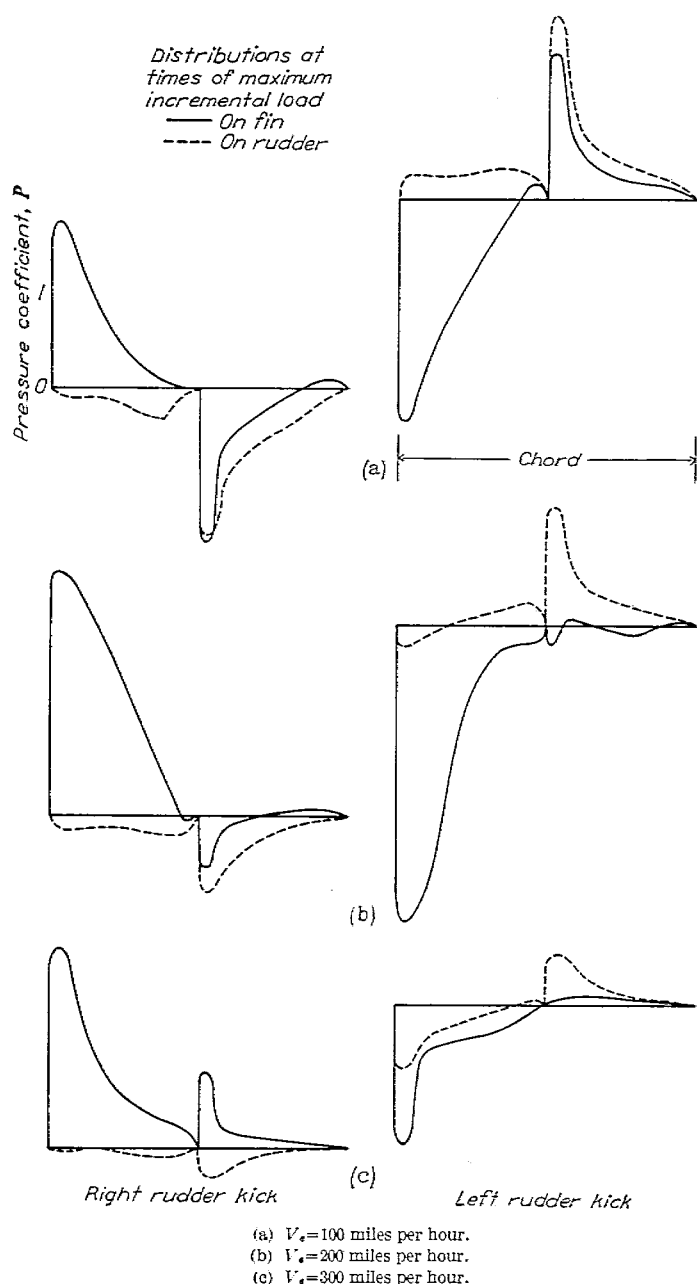 Distributions at
times of maximum
incremental load
On fin
On rudder
Pressure coefficient, P
1
0
(a)
Chord
(b)
(c)
Right rudder kick
Left rudder kick
(a) Vₑ=100 miles per hour.
(b) Vₑ=200 miles per hour.
(c) Vₑ=300 miles per hour.